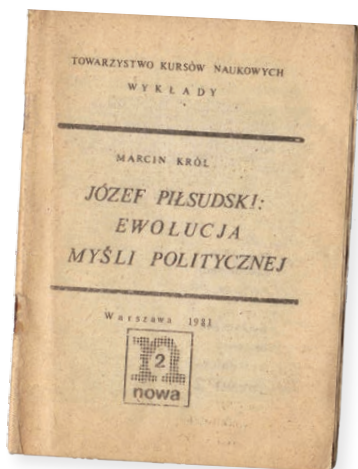 TOWARZYSTWO KURSÓW NAUKOWYCH
WYKŁADY
MARCIN KRÓL
JÓZEF PIŁSUDSKI:
EWOLUCJA
MYŚLI POLITYCZNEJ
Warszawa 1981
2
nowa